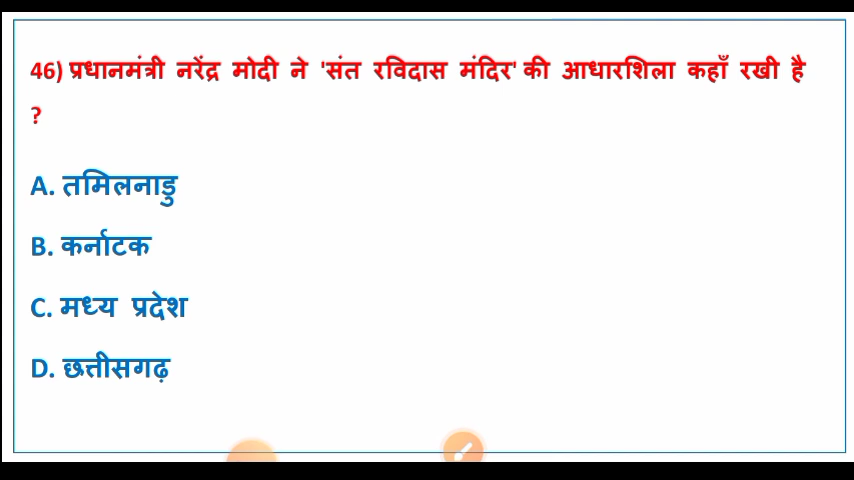 46) प्रधानमंत्री नरेंद्र मोदी ने 'संत रविदास मंदिर' की आधारशिला कहाँ रखी है
?
A. तमिलनाडु
B. कर्नाटक
C. मध्य प्रदेश
D. छत्तीसगढ़